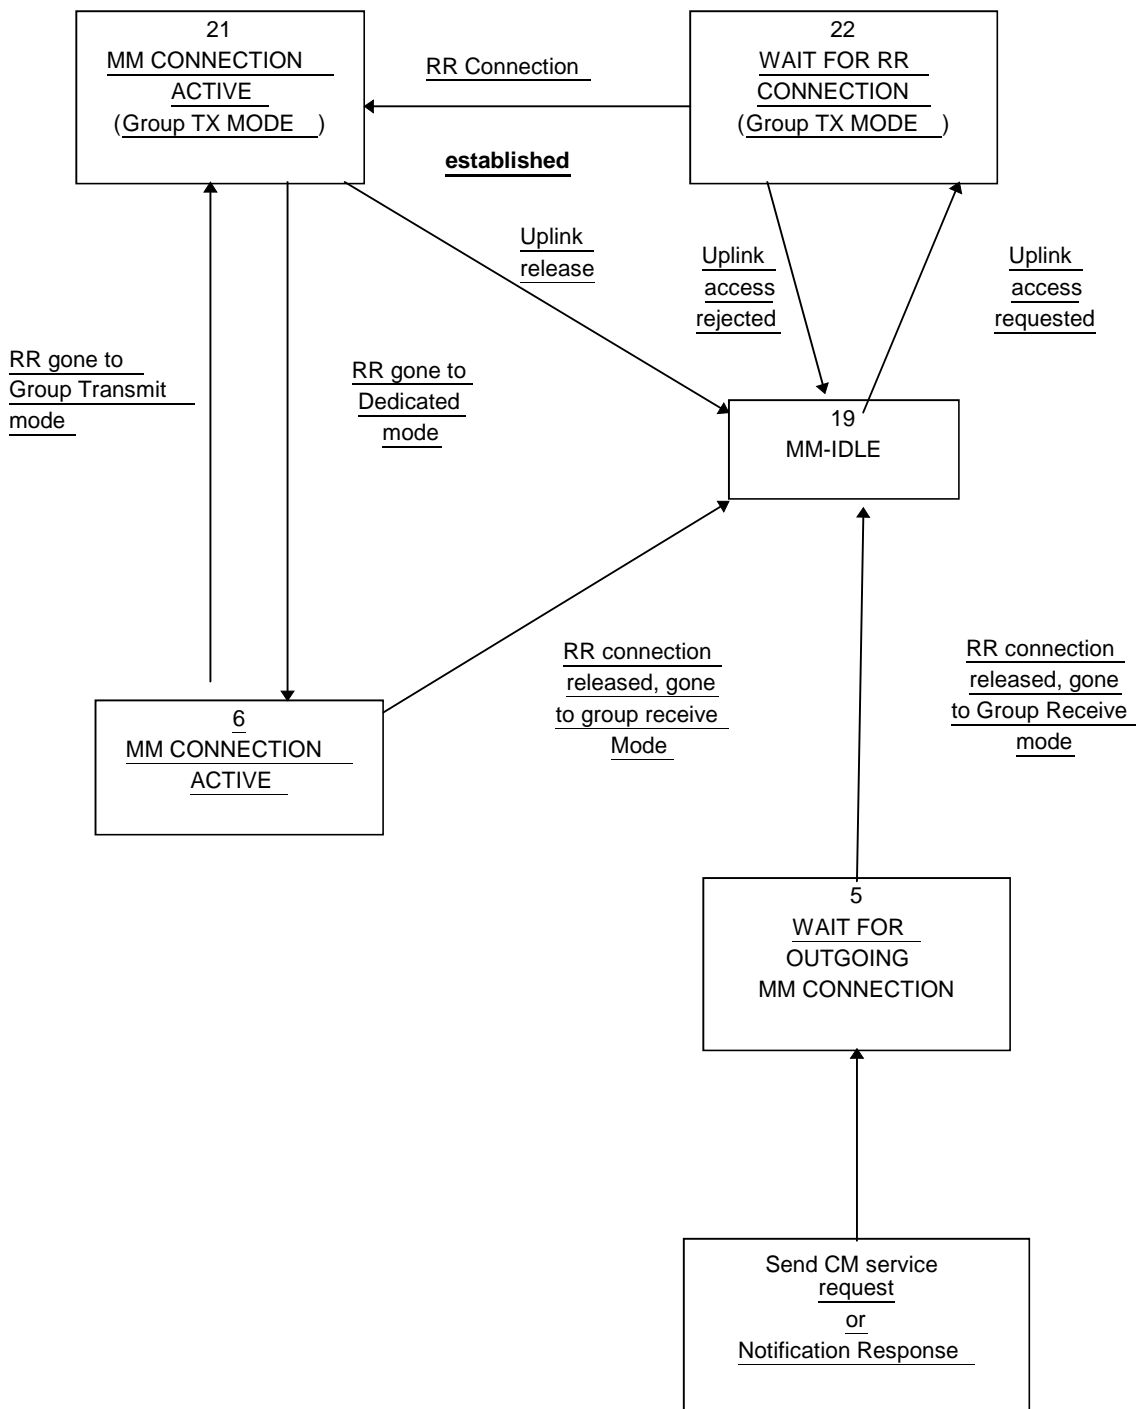 21
MM CONNECTION
ACTIVE
(Group TX MODE )
RR Connection
established
22
WAIT FOR RR
CONNECTION
(Group TX MODE )
Uplink
release
Uplink
access
rejected
Uplink
access
requested
RR gone to
Group Transmit
mode
RR gone to
Dedicated
mode
19
MM-IDLE
6
MM CONNECTION
ACTIVE
RR connection
released, gone
to group receive
Mode
RR connection
released, gone
to Group Receive
mode
5
WAIT FOR
OUTGOING
MM CONNECTION
Send CM service
request
or
Notification Response